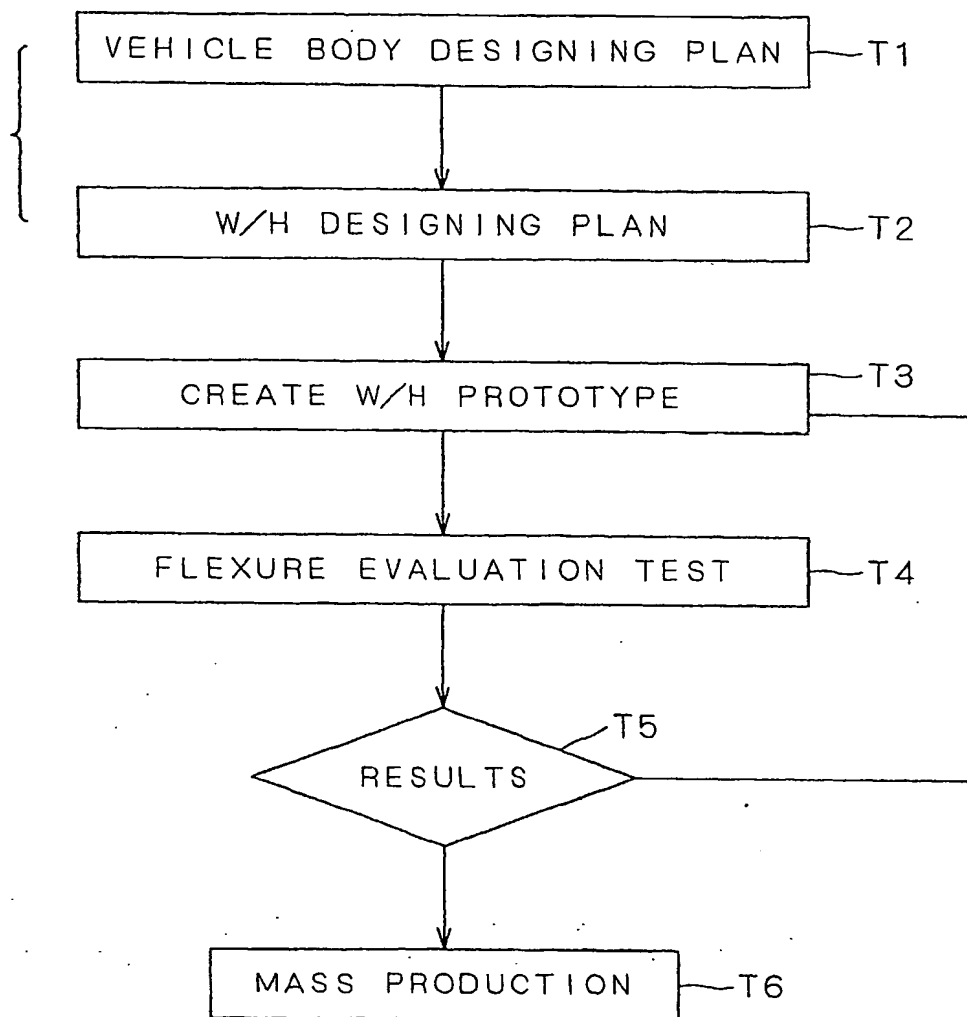 VEHICLE BODY DESIGNING PLAN T1
W/H DESIGNING PLAN T2
CREATE W/H PROTOTYPE T3
FLEXURE EVALUATION TEST T4
RESULTS T5
MASS PRODUCTION T6